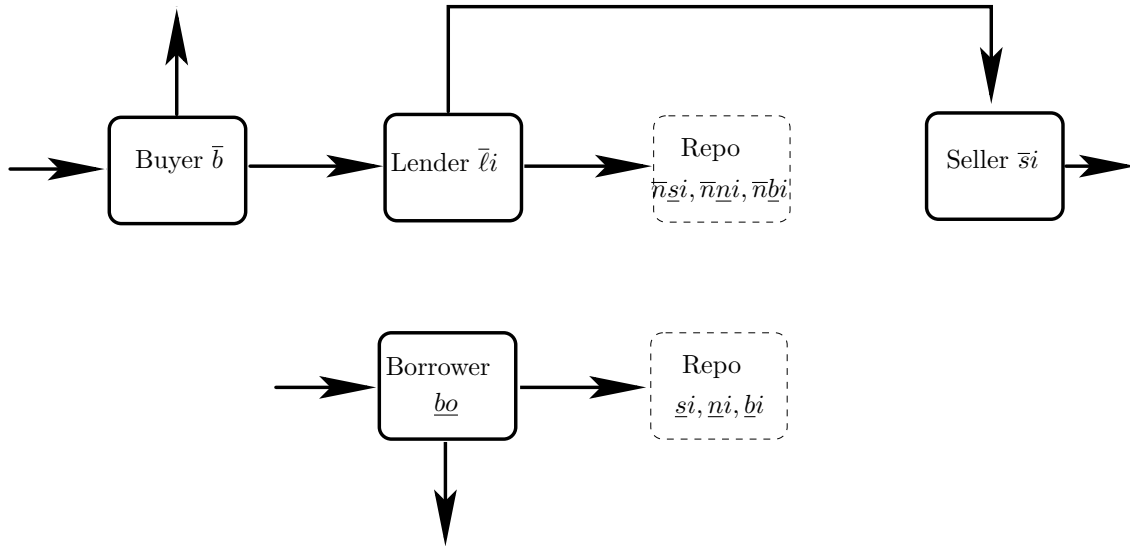 Buyer b̅
Lender ℓ̅i
Repo
n̅s̲i, n̅n̲i, n̅b̲i
Seller s̅i
Borrower
b̲o̲
Repo
s̲i, n̲i, b̲i